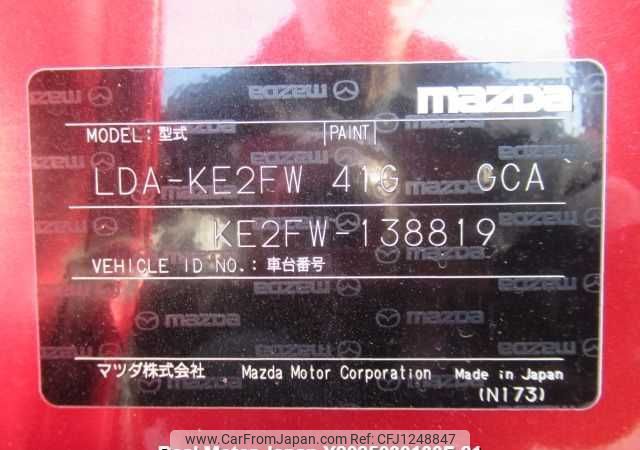 mazda
MODEL: 型式 PAINT
LDA-KE2FW 41G GCA
KE2FW-138819
VEHICLE ID NO.: 車台番号
マツダ株式会社 Mazda Motor Corporation Made in Japan
(N173)
www.CarFromJapan.com Ref CFJ1248847